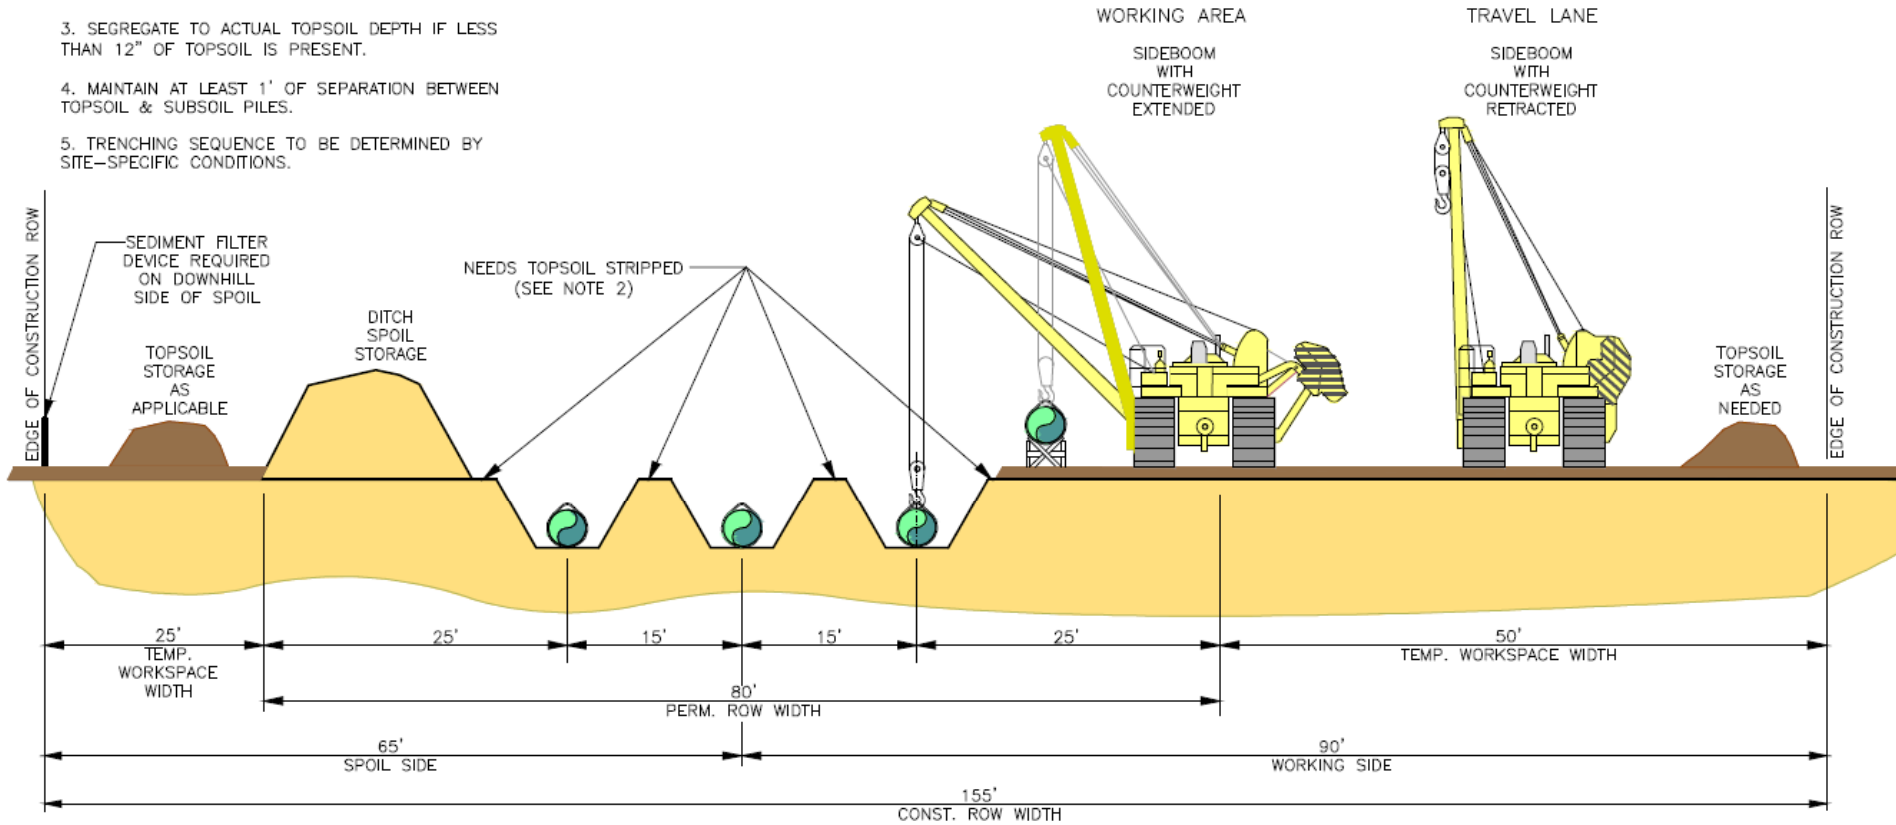 3. SEGREGATE TO ACTUAL TOPSOIL DEPTH IF LESS
THAN 12" OF TOPSOIL IS PRESENT.
4. MAINTAIN AT LEAST 1' OF SEPARATION BETWEEN
TOPSOIL & SUBSOIL PILES.
5. TRENCHING SEQUENCE TO BE DETERMINED BY
SITE-SPECIFIC CONDITIONS.
WORKING AREA
SIDEBOOM
WITH
COUNTERWEIGHT
EXTENDED
TRAVEL LANE
SIDEBOOM
WITH
COUNTERWEIGHT
RETRACTED
EDGE OF CONSTRUCTION ROW
SEDIMENT FILTER
DEVICE REQUIRED
ON DOWNHILL
SIDE OF SPOIL
TOPSOIL
STORAGE
AS
APPLICABLE
DITCH
SPOIL
STORAGE
NEEDS TOPSOIL STRIPPED
(SEE NOTE 2)
TOPSOIL
STORAGE
AS
NEEDED
EDGE OF CONSTRUCTION ROW
25'
TEMP.
WORKSPACE
WIDTH
25'
15'
15'
25'
50'
TEMP. WORKSPACE WIDTH
80'
PERM. ROW WIDTH
65'
SPOIL SIDE
90'
WORKING SIDE
155'
CONST. ROW WIDTH